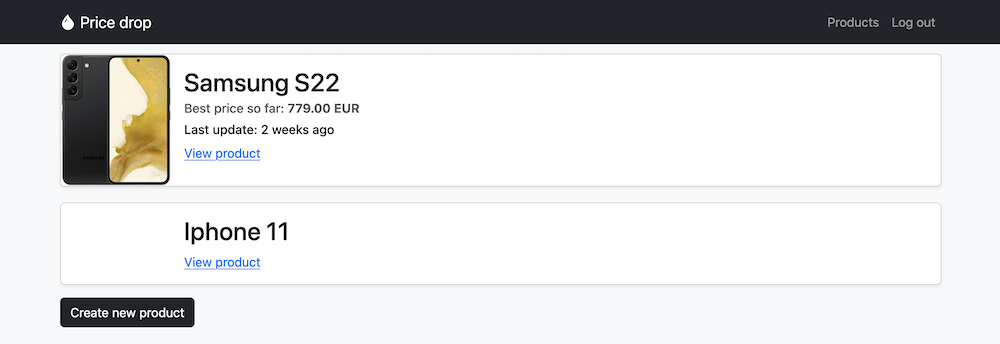 Price drop
Products
Log out
Samsung S22
Best price so far: 779.00 EUR
Last update: 2 weeks ago
View product
Iphone 11
View product
Create new product